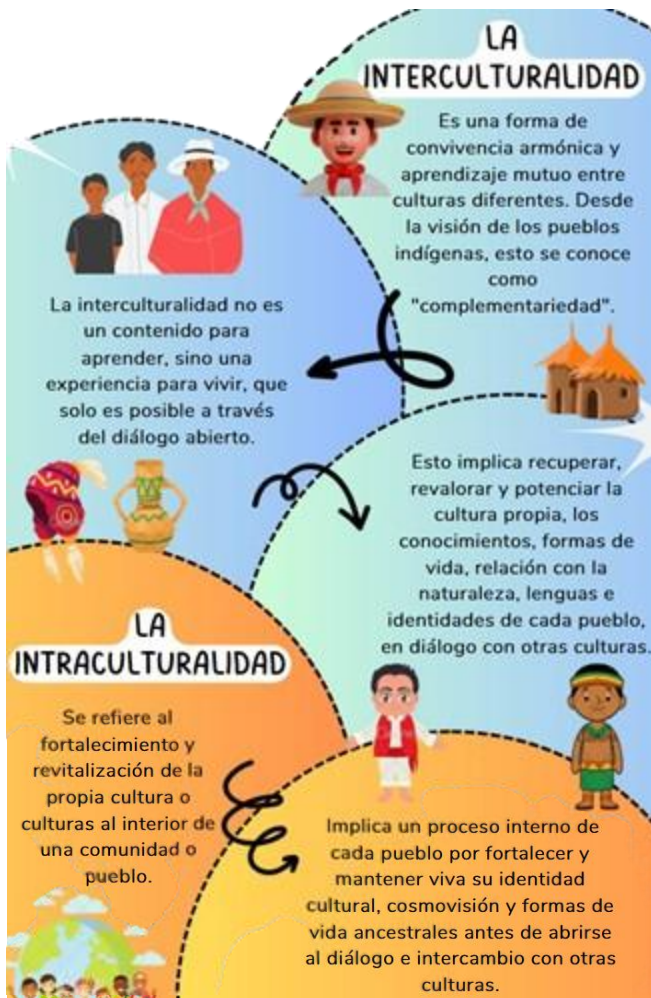 LA
INTERCULTURALIDAD
Es una forma de
convivencia armónica y
aprendizaje mutuo entre
culturas diferentes. Desde
la visión de los pueblos
indígenas, esto se conoce
como
"complementariedad".
La interculturalidad no es
un contenido para
aprender, sino una
experiencia para vivir, que
solo es posible a través
del diálogo abierto.
Esto implica recuperar,
revalorar y potenciar la
cultura propia, los
conocimientos, formas de
vida, relación con la
naturaleza, lenguas e
identidades de cada pueblo,
en diálogo con otras culturas.
LA
INTRACULTURALIDAD
Se refiere al
fortalecimiento y
revitalización de la
propia cultura o
culturas al interior de
una comunidad o
pueblo.
Implica un proceso interno de
cada pueblo por fortalecer y
mantener viva su identidad
cultural, cosmovisión y formas de
vida ancestrales antes de abrirse
al diálogo e intercambio con otras
culturas.